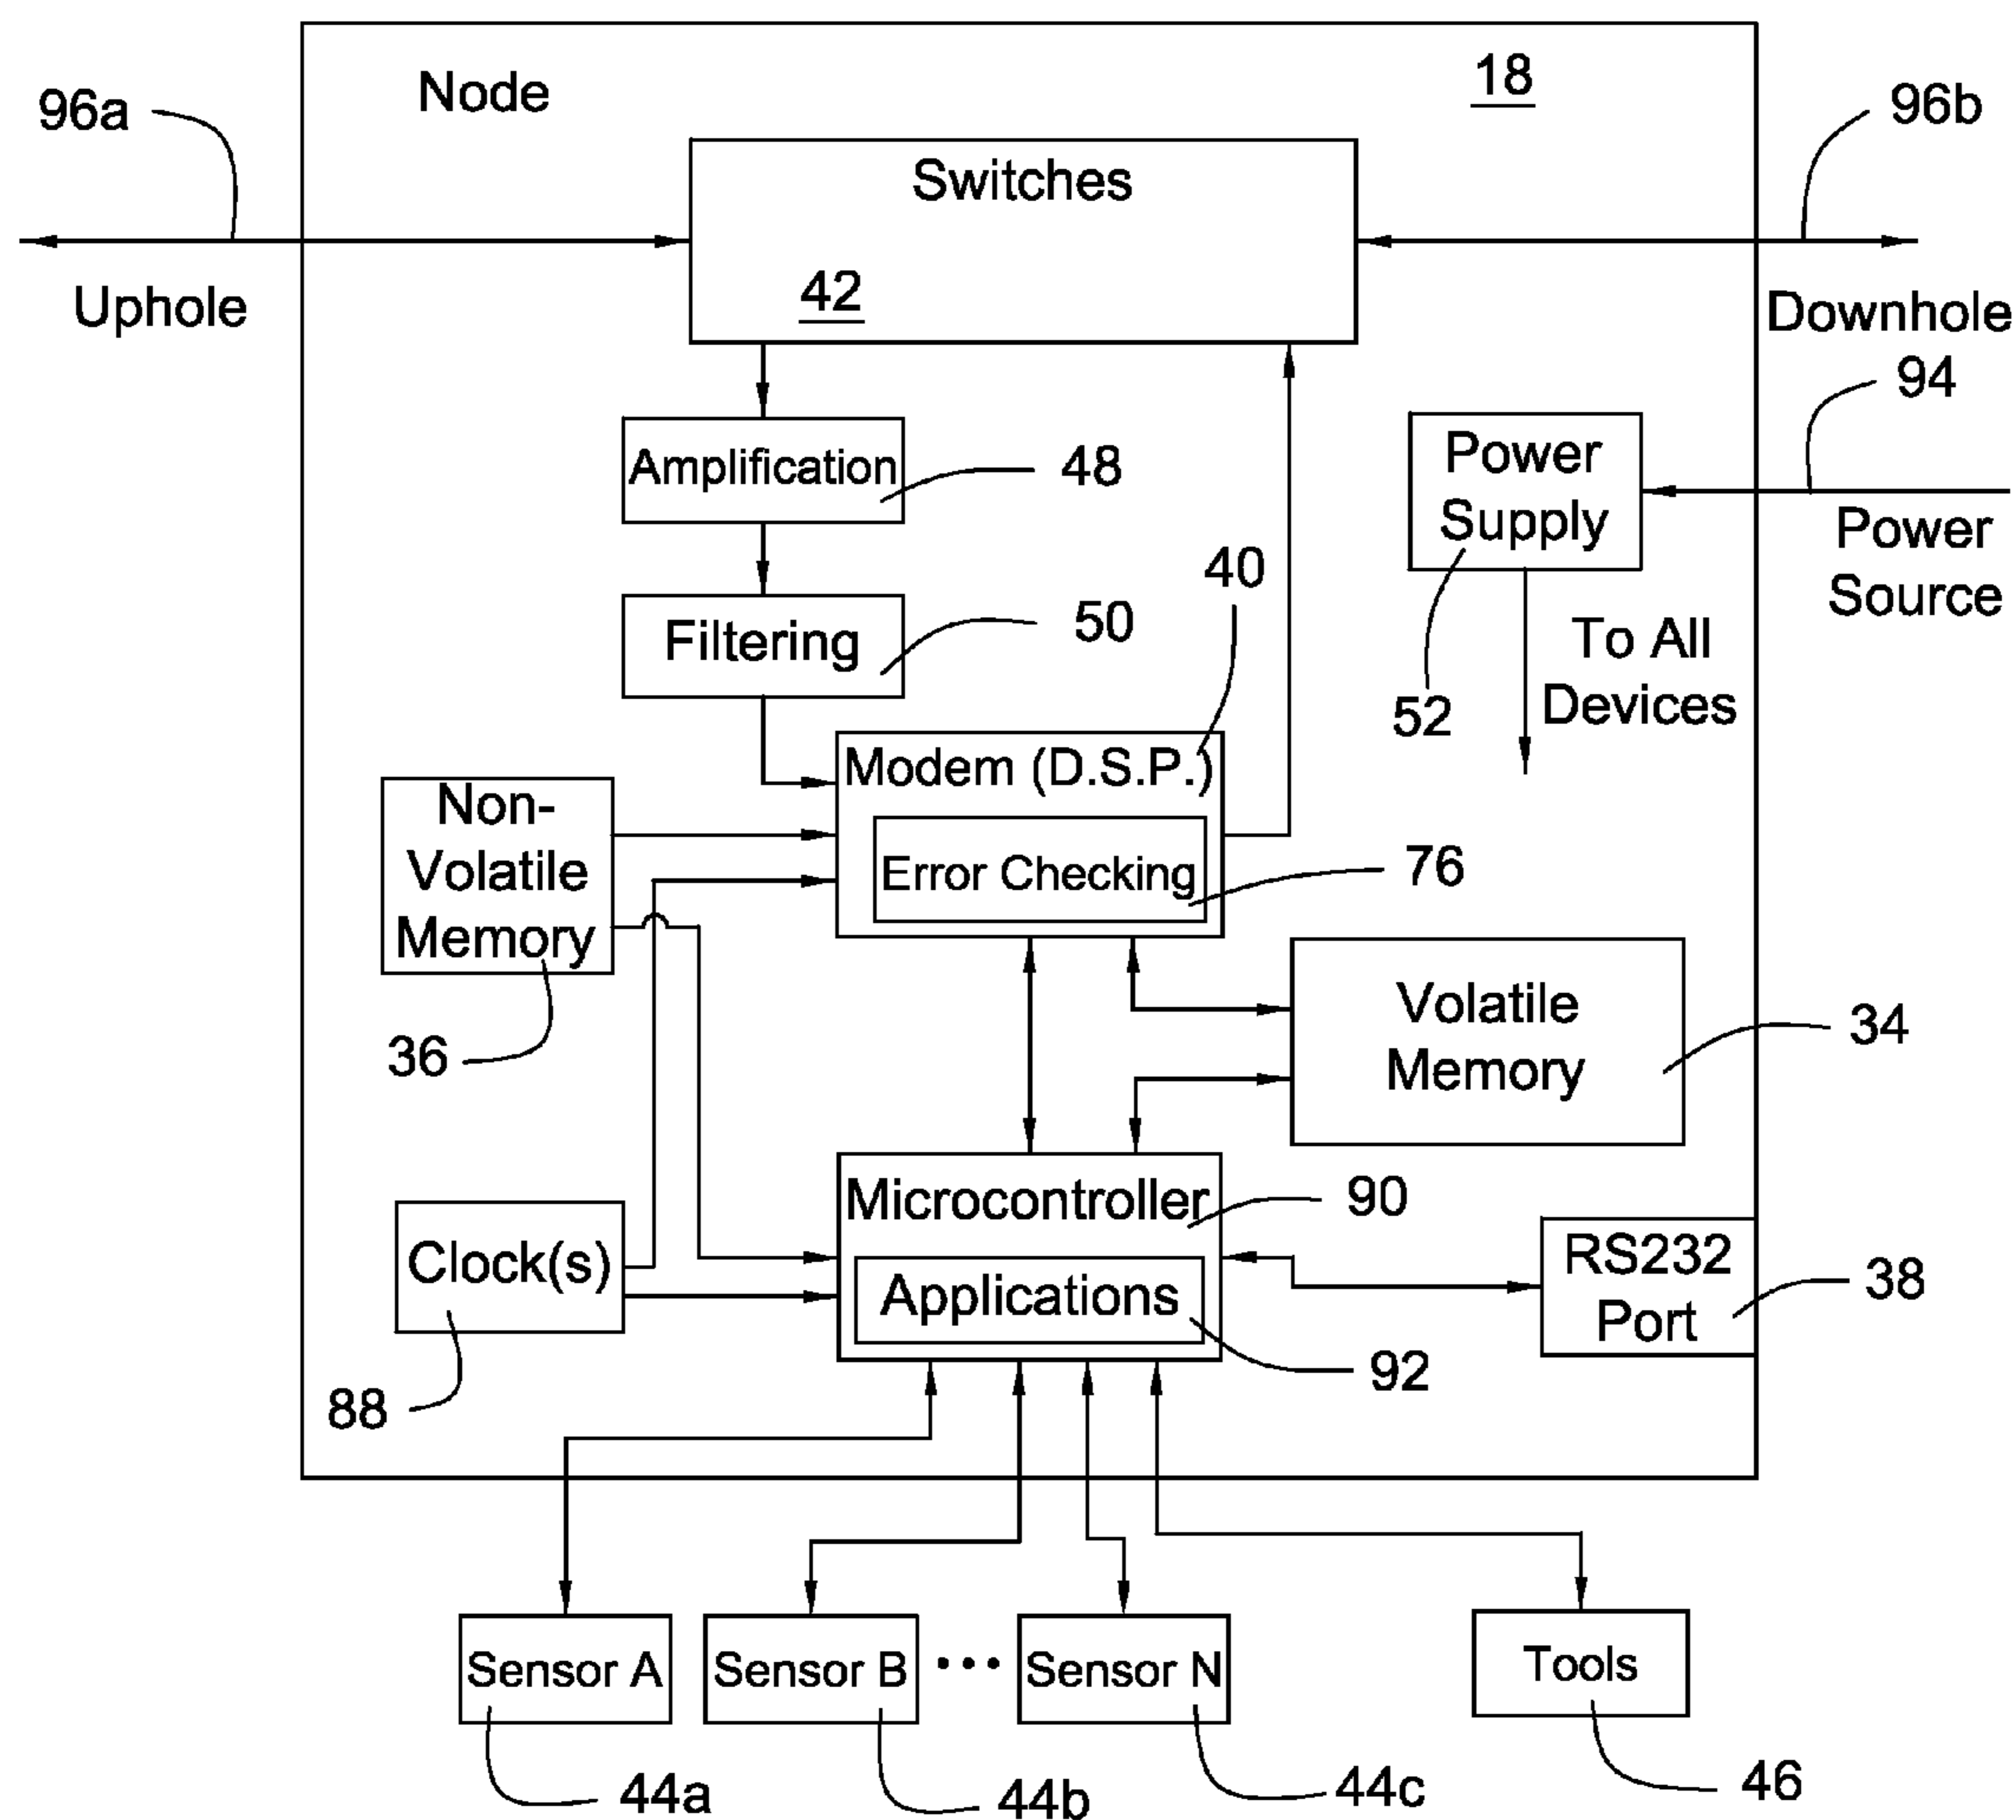 Node
18
96a
96b
Switches
42
Uphole
Downhole
94
Amplification
48
Power
Supply
Power
Source
40
Filtering
50
To All
Devices
52
Modem (D.S.P.)
Non-
Volatile
Memory
Error Checking
76
36
Volatile
Memory
34
Microcontroller
90
Clock(s)
Applications
RS232
Port
38
92
88
Sensor A
Sensor B
•••
Sensor N
Tools
44a
44b
44c
46